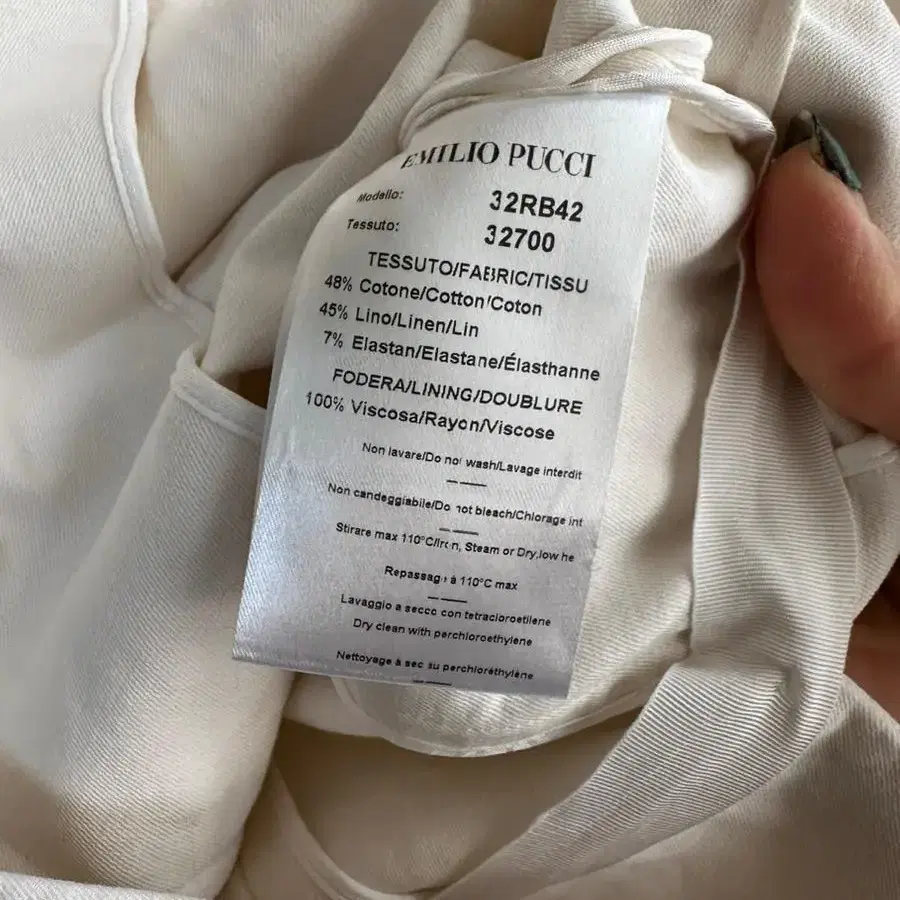 EMILIO PUCCI
Modello: 32RB42
Tessuto: 32700
TESSUTO/FABRIC/TISSU
48% Cotone/Cotton/Coton
45% Lino/Linen/Lin
7% Elastan/Elastane/Élasthanne
FODERA/LINING/DOUBLURE
100% Viscosa/Rayon/Viscose
Non lavare/Do not wash/Lavage interdit
Non candeggiabile/Do not bleach/Chlorage int
Stirare max 110°C/Iron, Steam or Dry,low he
Repassage à 110°C max
Lavaggio a secco con tetracloroetilene
Dry clean with perchloroethylene
Nettoyage à sec au perchloréthylène